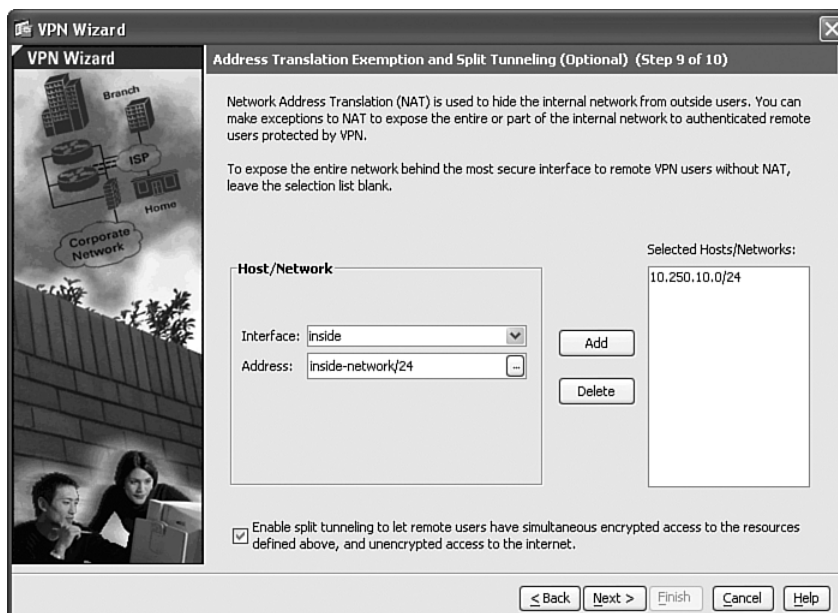 VPN Wizard
VPN Wizard
Branch
ISP
Home
Corporate
Network
Address Translation Exemption and Split Tunneling (Optional) (Step 9 of 10)
Network Address Translation (NAT) is used to hide the internal network from outside users. You can
make exceptions to NAT to expose the entire or part of the internal network to authenticated remote
users protected by VPN.
To expose the entire network behind the most secure interface to remote VPN users without NAT,
leave the selection list blank.
Host/Network
Interface: inside
Address: inside-network/24 ...
Add
Delete
Selected Hosts/Networks:
10.250.10.0/24
Enable split tunneling to let remote users have simultaneous encrypted access to the resources
defined above, and unencrypted access to the internet.
< Back Next > Finish Cancel Help